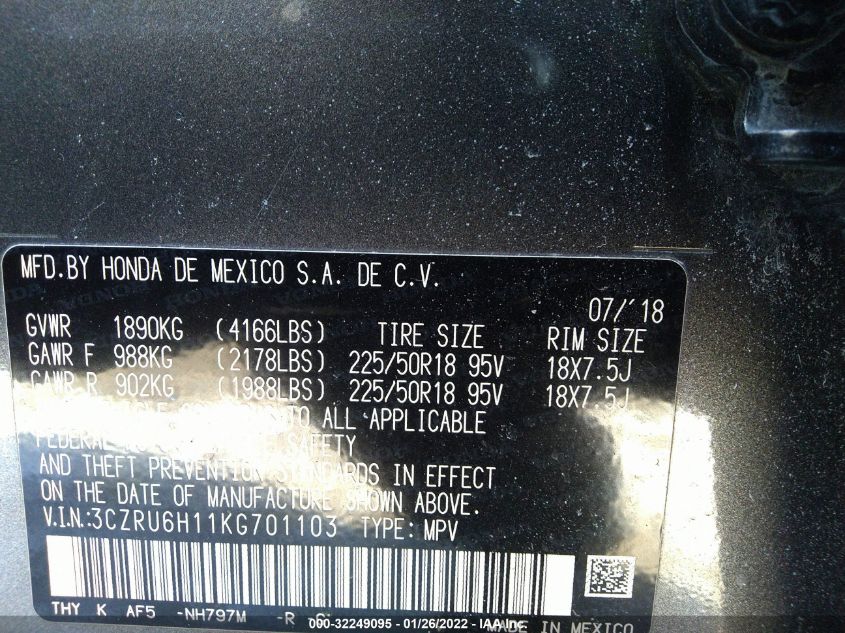 MFD.BY HONDA DE MEXICO S.A. DE C.V.
07/'18
GVWR 1890KG (4166LBS) TIRE SIZE RIM SIZE
GAWR F 988KG (2178LBS) 225/50R18 95V 18X7.5J
GAWR R 902KG (1988LBS) 225/50R18 95V 18X7.5J
TO ALL APPLICABLE
FEDERAL SAFETY
AND THEFT PREVENTION STANDARDS IN EFFECT
ON THE DATE OF MANUFACTURE SHOWN ABOVE.
V.I.N:3CZRU6H11KG701103 TYPE: MPV
THY K AF5 -NH797M -R
000-32249095 - 01/26/2022 - IAA Inc.
MADE IN MEXICO